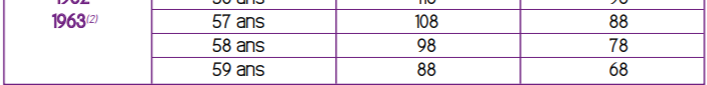 1963(2) 57 ans 108 88
58 ans 98 78
59 ans 88 68